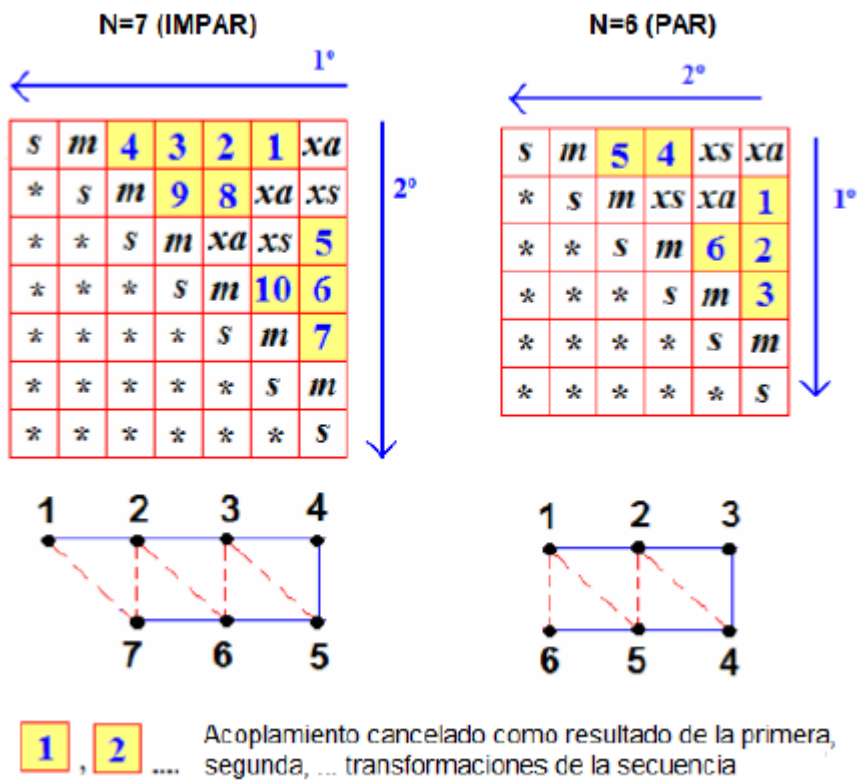 N=7 (IMPAR)
N=6 (PAR)
1º
2º
s m 4 3 2 1 xa
* s m 9 8 xa xs
* * s m xa xs 5
* * * s m 10 6
* * * * s m 7
* * * * * s m
* * * * * * s
2º
s m 5 4 xs xa
* s m xs xa 1
* * s m 6 2
* * * s m 3
* * * * s m
* * * * * s
1º
1 2 3 4
7 6 5
1 2 3
6 5 4
1 , 2 .... Acoplamiento cancelado como resultado de la primera,
segunda, ... transformaciones de la secuencia